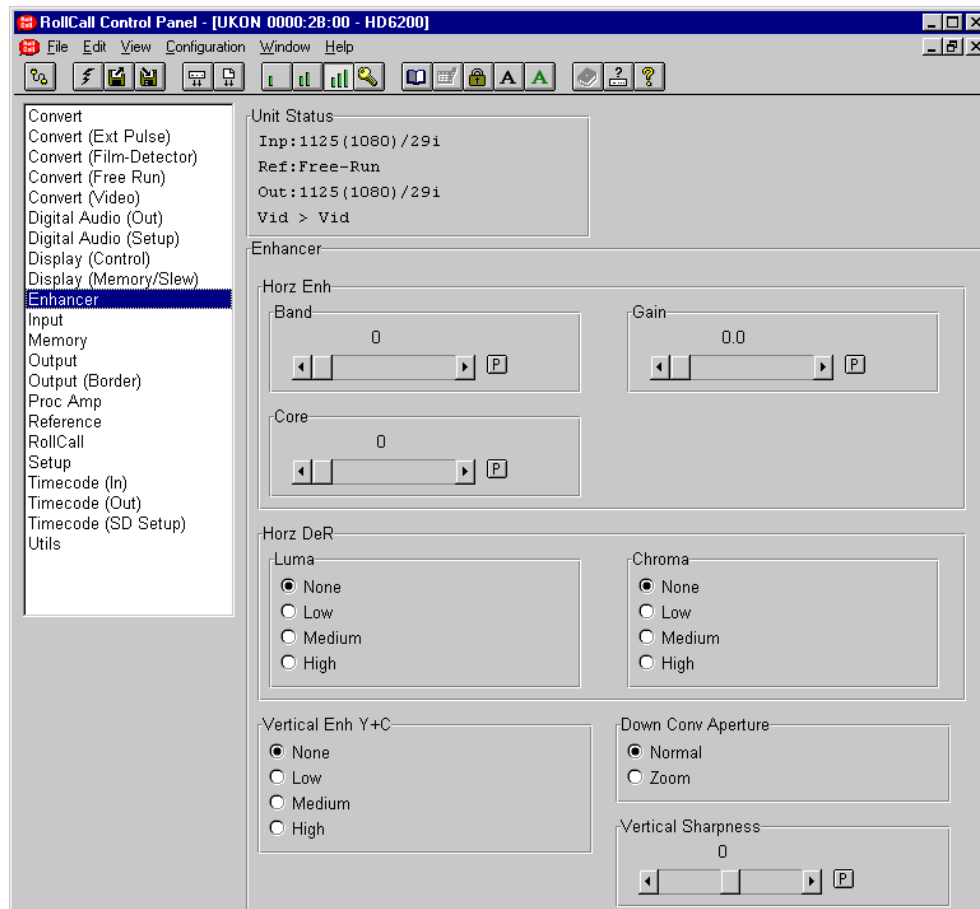 RollCall Control Panel - [UKON 0000:2B:00 - HD6200]
File Edit View Configuration Window Help
A A
Convert
Convert (Ext Pulse)
Convert (Film-Detector)
Convert (Free Run)
Convert (Video)
Digital Audio (Out)
Digital Audio (Setup)
Display (Control)
Display (Memory/Slew)
Enhancer
Input
Memory
Output
Output (Border)
Proc Amp
Reference
RollCall
Setup
Timecode (In)
Timecode (Out)
Timecode (SD Setup)
Utils
Unit Status
Inp:1125(1080)/29i
Ref:Free-Run
Out:1125(1080)/29i
Vid > Vid
Enhancer
Horz Enh
Band
0
P
Gain
0.0
P
Core
0
P
Horz DeR
Luma
None
Low
Medium
High
Chroma
None
Low
Medium
High
Vertical Enh Y+C
None
Low
Medium
High
Down Conv Aperture
Normal
Zoom
Vertical Sharpness
0
P